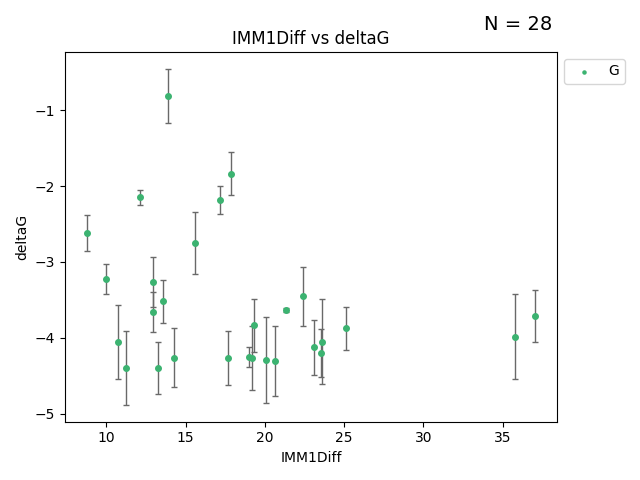 N = 28
IMM1Diff vs deltaG
G
deltaG
−1
−2
−3
−4
−5
10 15 20 25 30 35
IMM1Diff